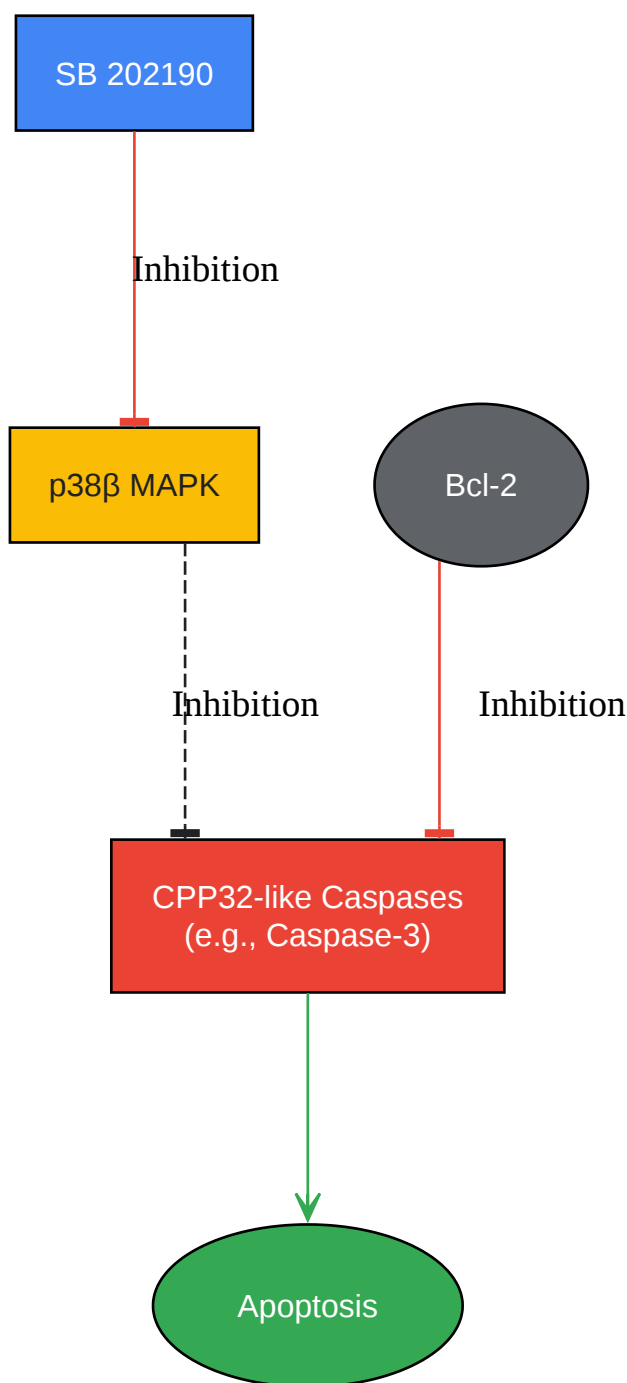 SB 202190
Inhibition
p38β MAPK
Bcl-2
Inhibition
Inhibition
CPP32-like Caspases
(e.g., Caspase-3)
Apoptosis